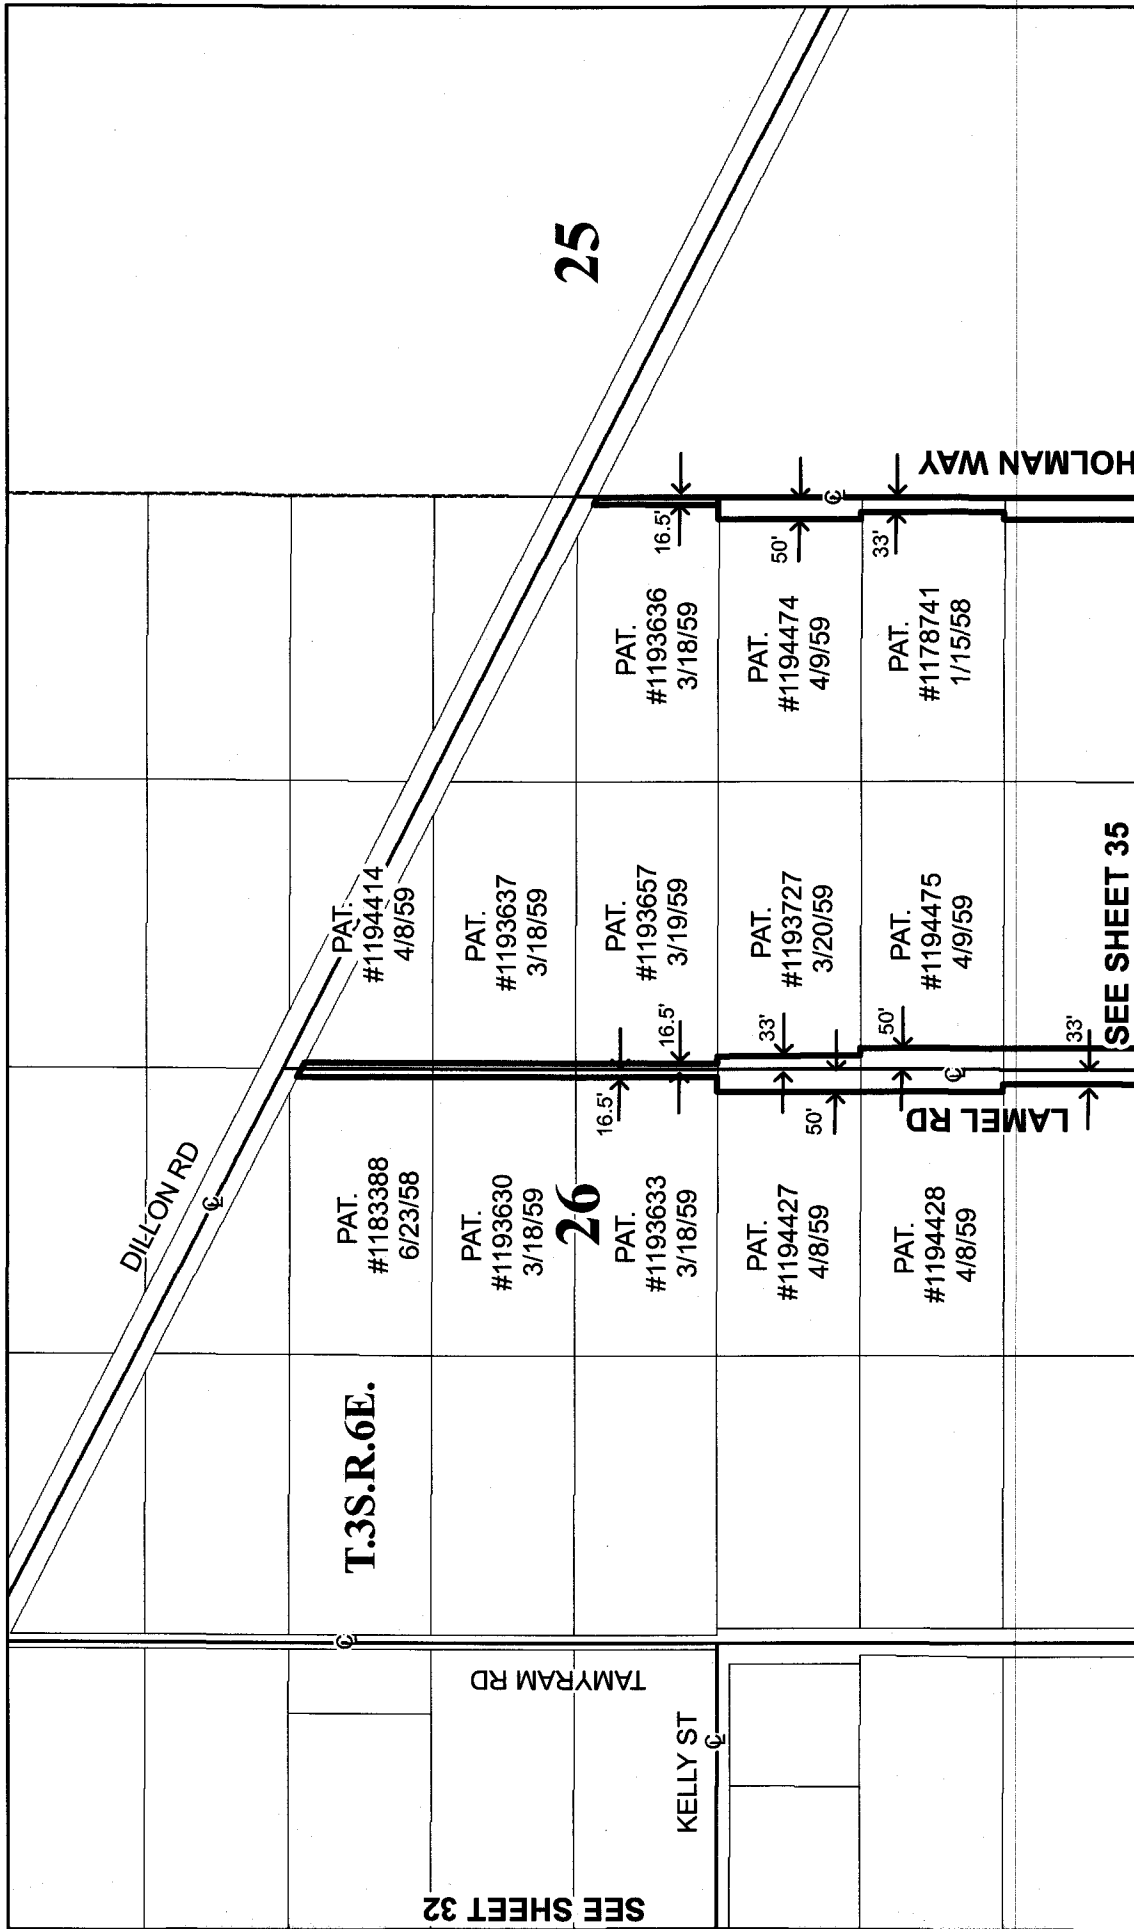 25
DILLON RD
T.3S.R.6E.
26
PAT.
#1194414
4/8/59
PAT.
#1183388
6/23/58
PAT.
#1193637
3/18/59
PAT.
#1193630
3/18/59
PAT.
#1193636
3/18/59
PAT.
#1193657
3/19/59
PAT.
#1193633
3/18/59
PAT.
#1194474
4/9/59
PAT.
#1193727
3/20/59
PAT.
#1194427
4/8/59
PAT.
#1178741
1/15/58
PAT.
#1194475
4/9/59
PAT.
#1194428
4/8/59
16.5'
50'
33'
16.5'
16.5'
33'
50'
50'
33'
HOLMAN WAY
LAMEL RD
TAMYRAM RD
KELLY ST
SEE SHEET 35
SEE SHEET 32